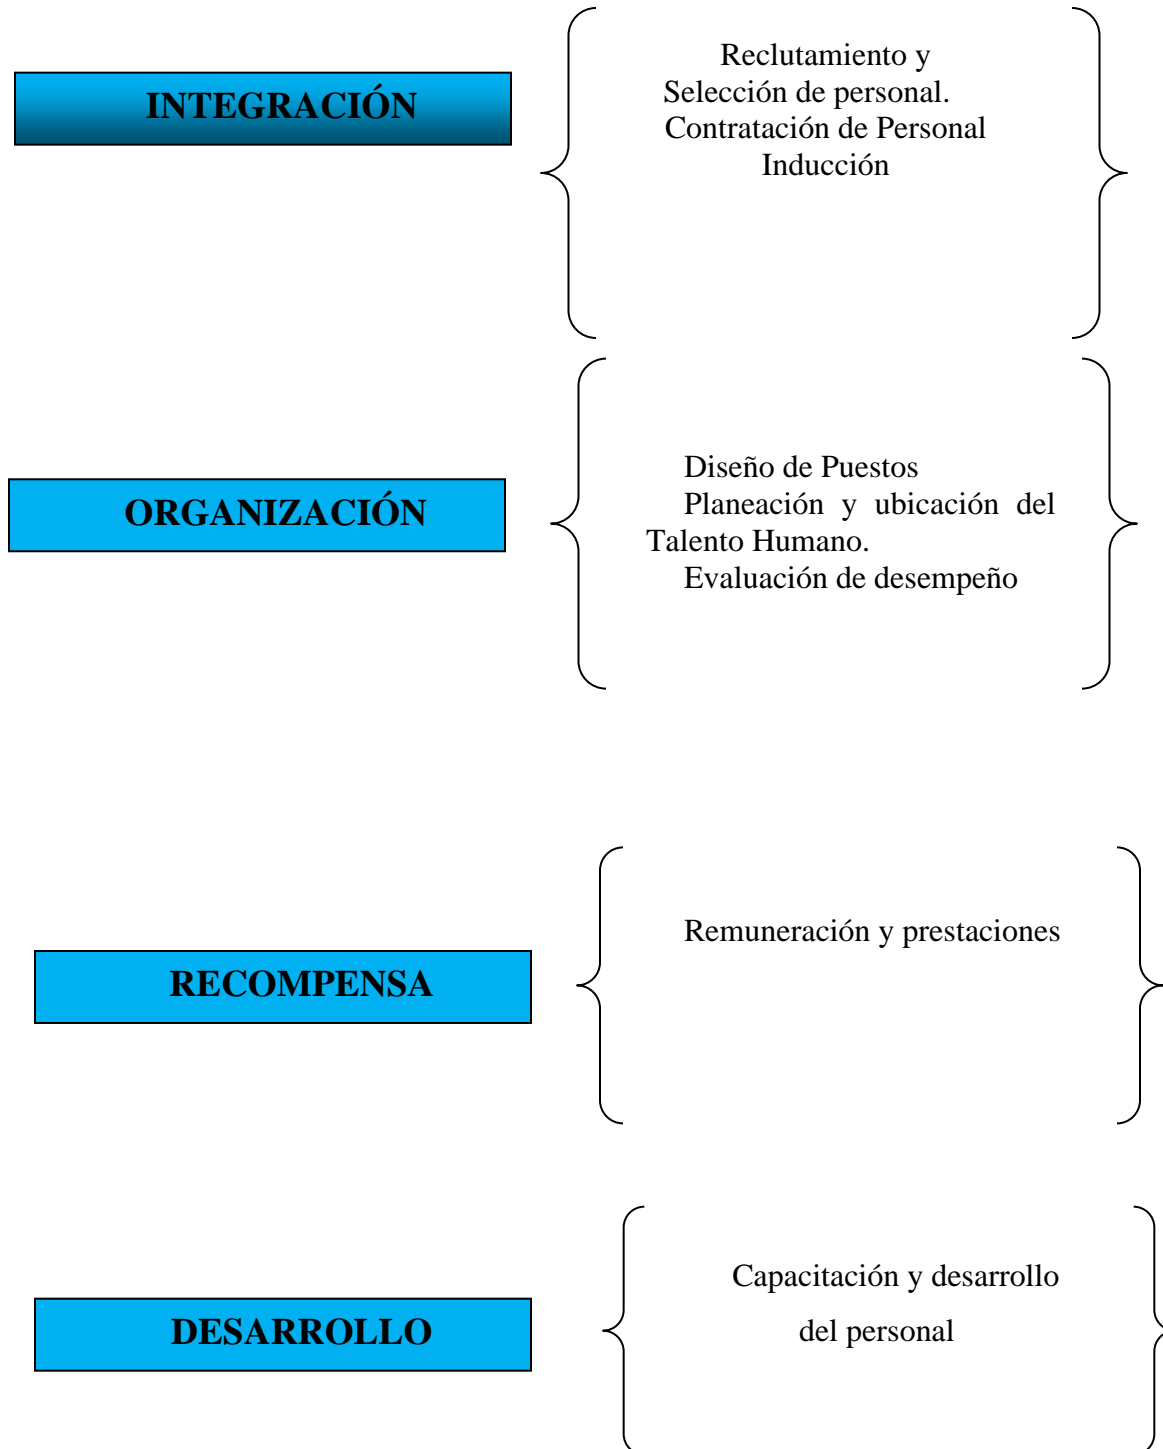 INTEGRACIÓN
Reclutamiento y
Selección de personal.
Contratación de Personal
Inducción
ORGANIZACIÓN
Diseño de Puestos
Planeación y ubicación del
Talento Humano.
Evaluación de desempeño
RECOMPENSA
Remuneración y prestaciones
DESARROLLO
Capacitación y desarrollo
del personal